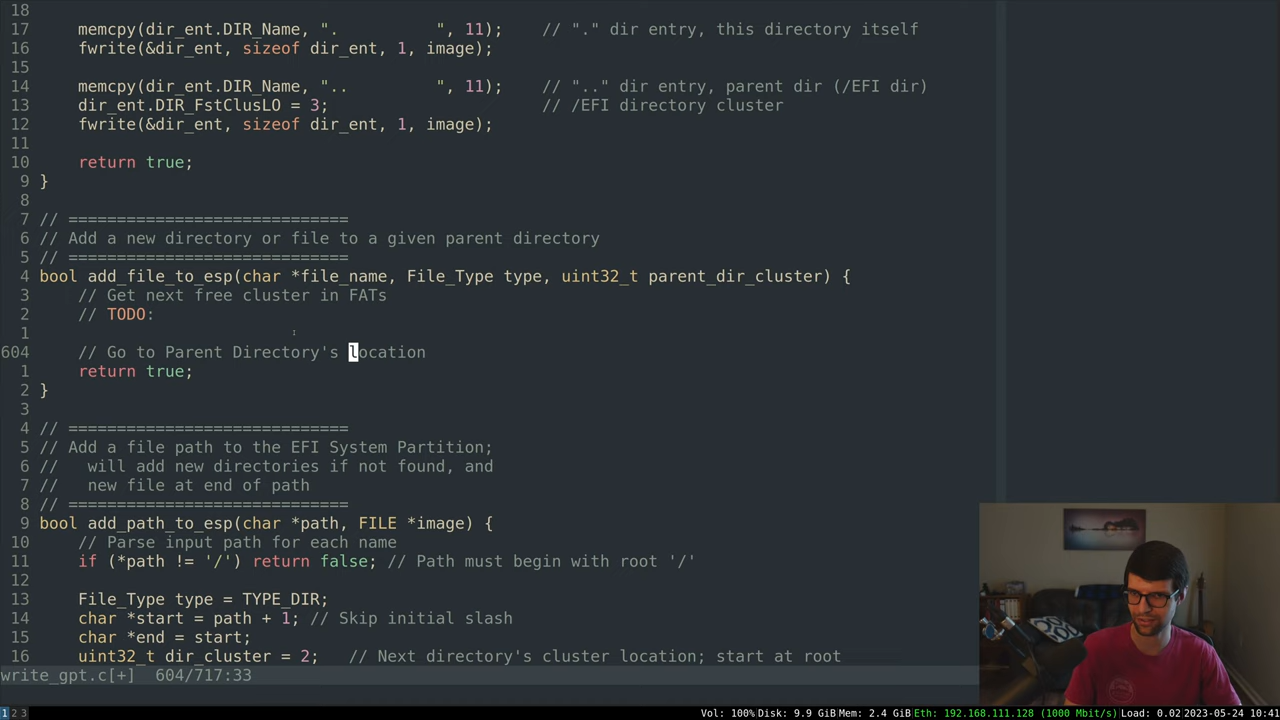 18
17     memcpy(dir_ent.DIR_Name, ".          ", 11);    // "." dir entry, this directory itself
16     fwrite(&dir_ent, sizeof dir_ent, 1, image);
15
14     memcpy(dir_ent.DIR_Name, "..         ", 11);    // ".." dir entry, parent dir (/EFI dir)
13     dir_ent.DIR_FstClusLO = 3;                      // /EFI directory cluster
12     fwrite(&dir_ent, sizeof dir_ent, 1, image);
11
10     return true;
9 }
8
7 // =============================
6 // Add a new directory or file to a given parent directory
5 // =============================
4 bool add_file_to_esp(char *file_name, File_Type type, uint32_t parent_dir_cluster) {
3     // Get next free cluster in FATs
2     // TODO:
1
604     // Go to Parent Directory's location
1     return true;
2 }
3
4 // =============================
5 // Add a file path to the EFI System Partition;
6 //   will add new directories if not found, and
7 //   new file at end of path
8 // =============================
9 bool add_path_to_esp(char *path, FILE *image) {
10     // Parse input path for each name
11     if (*path != '/') return false; // Path must begin with root '/'
12
13     File_Type type = TYPE_DIR;
14     char *start = path + 1; // Skip initial slash
15     char *end = start;
16     uint32_t dir_cluster = 2;   // Next directory's cluster location; start at root
write_gpt.c[+]  604/717:33
1 2 3 Vol: 100% Disk: 9.9 GiB Mem: 2.4 GiB Eth: 192.168.111.128 (1000 Mbit/s) Load: 0.02 2023-05-24 10:41